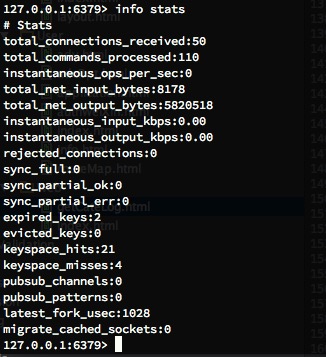 127.0.0.1:6379> info stats
# Stats
total_connections_received:50
total_commands_processed:110
instantaneous_ops_per_sec:0
total_net_input_bytes:8178
total_net_output_bytes:5820518
instantaneous_input_kbps:0.00
instantaneous_output_kbps:0.00
rejected_connections:0
sync_full:0
sync_partial_ok:0
sync_partial_err:0
expired_keys:2
evicted_keys:0
keyspace_hits:21
keyspace_misses:4
pubsub_channels:0
pubsub_patterns:0
latest_fork_usec:1028
migrate_cached_sockets:0
127.0.0.1:6379>